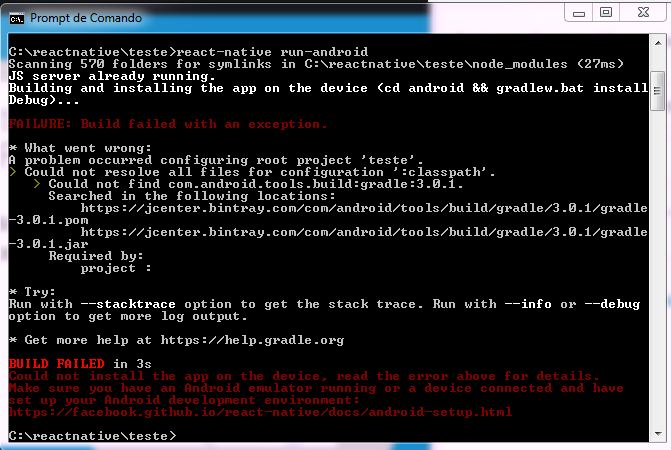 Prompt de Comando
C:\reactnative\teste>react-native run-android
Scanning 570 folders for symlinks in C:\reactnative\teste\node_modules (27ms)
JS server already running.
Building and installing the app on the device (cd android && gradlew.bat install
Debug)...
FAILURE: Build failed with an exception.
* What went wrong:
A problem occurred configuring root project 'teste'.
> Could not resolve all files for configuration ':classpath'.
> Could not find com.android.tools.build:gradle:3.0.1.
Searched in the following locations:
https://jcenter.bintray.com/com/android/tools/build/gradle/3.0.1/gradle
-3.0.1.pom
https://jcenter.bintray.com/com/android/tools/build/gradle/3.0.1/gradle
-3.0.1.jar
Required by:
project :
* Try:
Run with --stacktrace option to get the stack trace. Run with --info or --debug
option to get more log output.
* Get more help at https://help.gradle.org
BUILD FAILED in 3s
Could not install the app on the device, read the error above for details.
Make sure you have an Android emulator running or a device connected and have
set up your Android development environment:
https://facebook.github.io/react-native/docs/android-setup.html
C:\reactnative\teste>